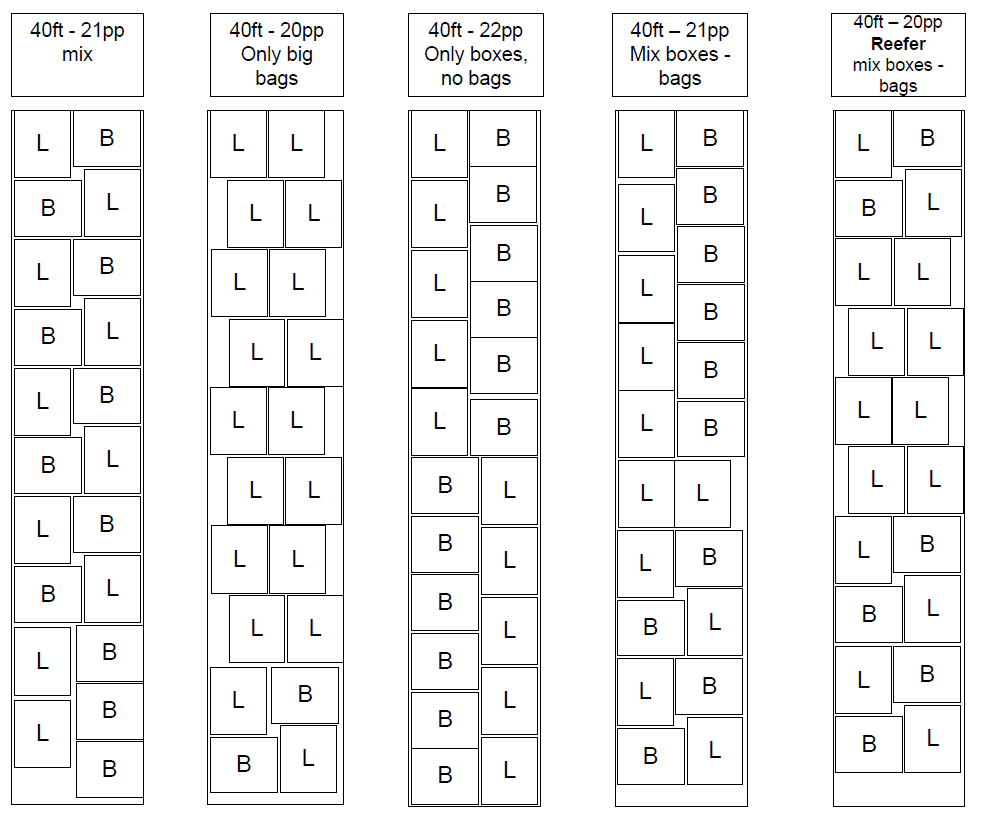 40ft - 21pp
mix
L B
B L
L B
B L
L B
B L
L B
B L
L B
L B
B
40ft - 20pp
Only big
bags
L L
L L
L L
L L
L L
L L
L L
L L
L B
B L
40ft - 22pp
Only boxes,
no bags
L B
L B
B
L B
L B
L B
B L
B L
B L
B L
B L
B
40ft – 21pp
Mix boxes -
bags
L B
L B
B
L B
L B
L B
L L
L B
B L
L B
B L
40ft – 20pp
Reefer
mix boxes -
bags
L B
B L
L L
L L
L L
L L
L B
B L
L B
B L